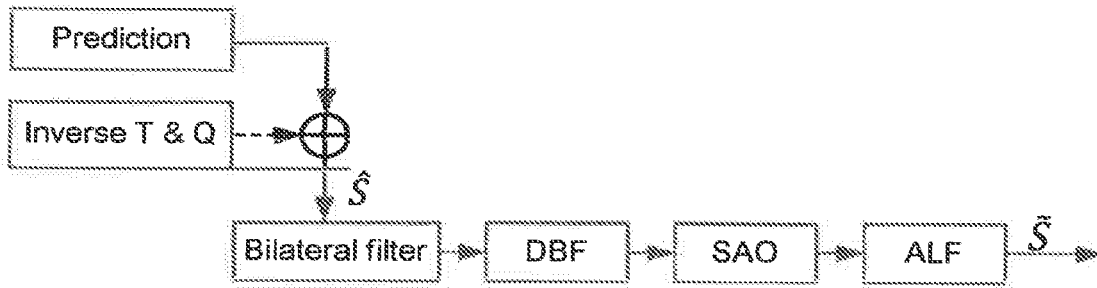 Prediction
Inverse T & Q
Ŝ
Bilateral filter
DBF
SAO
ALF
S̃